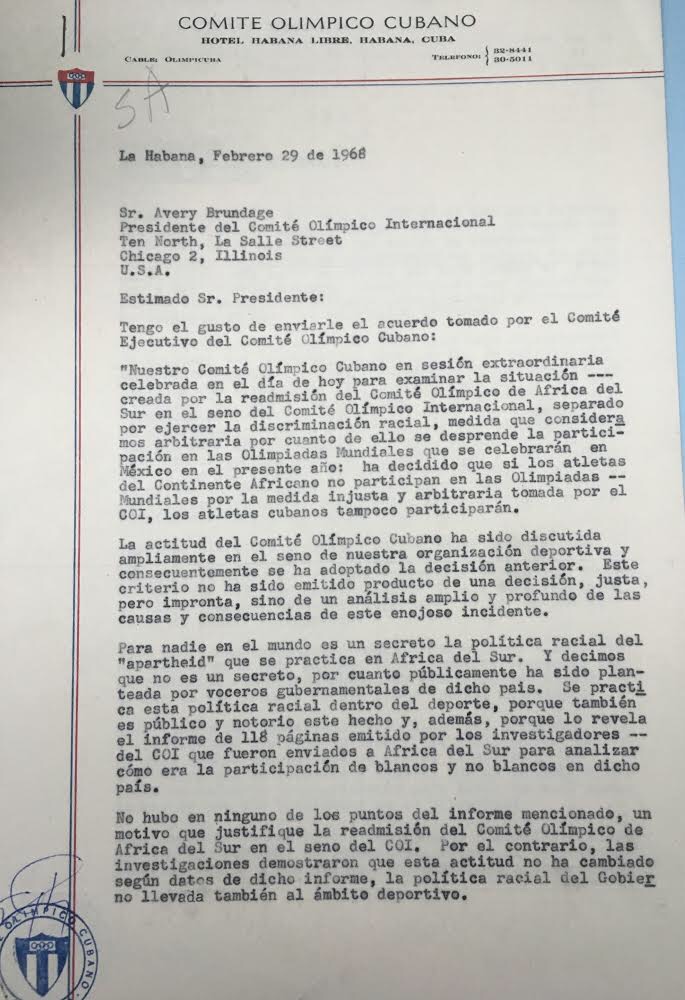 COMITE OLIMPICO CUBANO
HOTEL HABANA LIBRE, HABANA, CUBA
CABLE: OLIMPICUBA
TELEFONO: 32-8441
30-5011
SA
La Habana, Febrero 29 de 1968
Sr. Avery Brundage
Presidente del Comité Olímpico Internacional
Ten North, La Salle Street
Chicago 2, Illinois
U.S.A.
Estimado Sr. Presidente:
Tengo el gusto de enviarle el acuerdo tomado por el Comité
Ejecutivo del Comité Olímpico Cubano:
"Nuestro Comité Olímpico Cubano en sesión extraordinaria
celebrada en el día de hoy para examinar la situación ---
creada por la readmisión del Comité Olímpico de Africa del
Sur en el seno del Comité Olímpico Internacional, separado
por ejercer la discriminación racial, medida que considera
mos arbitraria por cuanto de ello se desprende la partici-
pación en las Olimpiadas Mundiales que se celebrarán en
México en el presente año: ha decidido que si los atletas
del Continente Africano no participan en las Olimpiadas --
Mundiales por la medida injusta y arbitraria tomada por el
COI, los atletas cubanos tampoco participarán.
La actitud del Comité Olímpico Cubano ha sido discutida
ampliamente en el seno de nuestra organización deportiva y
consecuentemente se ha adoptado la decisión anterior. Este
criterio no ha sido emitido producto de una decisión, justa,
pero impronta, sino de un análisis amplio y profundo de las
causas y consecuencias de este enojoso incidente.
Para nadie en el mundo es un secreto la política racial del
"apartheid" que se practica en Africa del Sur. Y decimos
que no es un secreto, por cuanto públicamente ha sido plan-
teada por voceros gubernamentales de dicho pais. Se practi
ca esta política racial dentro del deporte, porque también
es público y notorio este hecho y, además, porque lo revela
el informe de 118 páginas emitido por los investigadores --
del COI que fueron enviados a Africa del Sur para analizar
cómo era la participación de blancos y no blancos en dicho
país.
No hubo en ninguno de los puntos del informe mencionado, un
motivo que justifique la readmisión del Comité Olímpico de
Africa del Sur en el seno del COI. Por el contrario, las
investigaciones demostraron que esta actitud no ha cambiado
según datos de dicho informe, la política racial del Gobier
no llevada también al ámbito deportivo.
OLIMPICO CUBANO